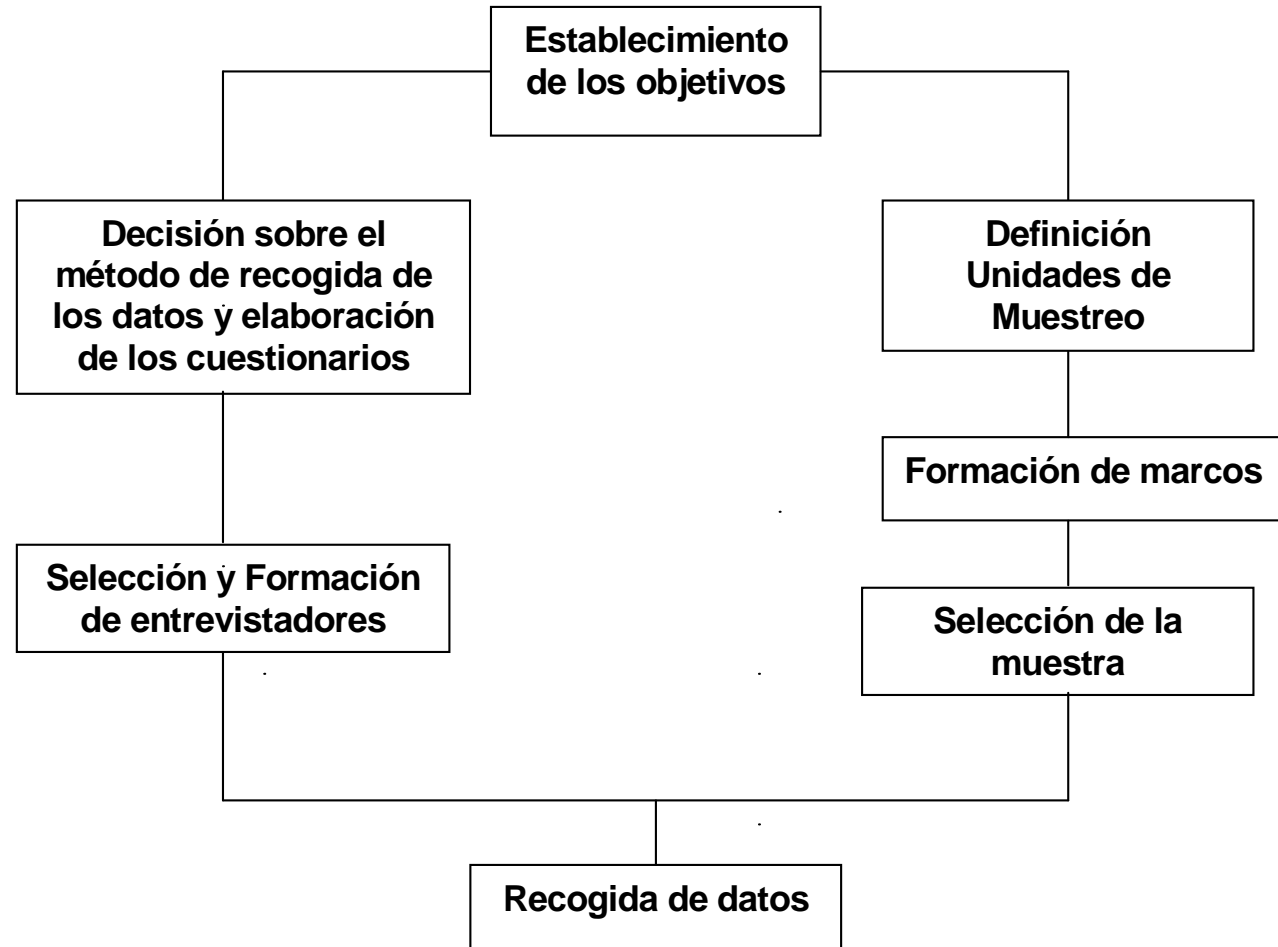 Establecimiento
de los objetivos
Decisión sobre el
método de recogida de
los datos y elaboración
de los cuestionarios
Definición
Unidades de
Muestreo
Formación de marcos
Selección y Formación
de entrevistadores
Selección de la
muestra
Recogida de datos